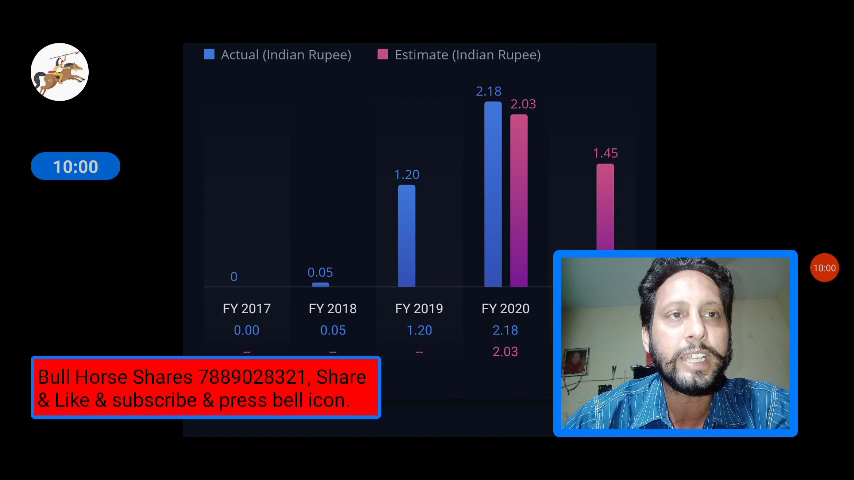 Actual (Indian Rupee) Estimate (Indian Rupee)
2.18
2.03
10:00
1.45
1.20
0
0.05
10:00
FY 2017 FY 2018 FY 2019 FY 2020
0.00 0.05 1.20 2.18
-- -- -- 2.03
Bull Horse Shares 7889028321, Share
& Like & subscribe & press bell icon.